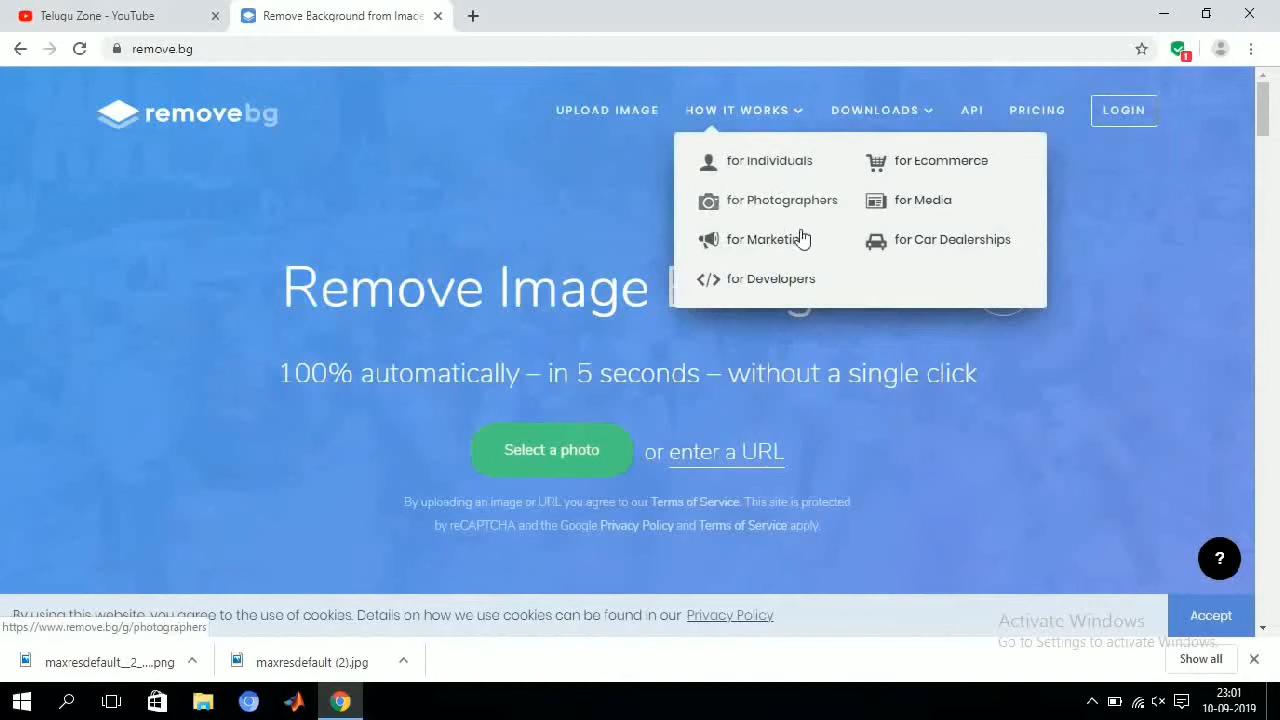 Telugu Zone - YouTube
Remove Background from Image
remove.bg
1
removebg
UPLOAD IMAGE
HOW IT WORKS
DOWNLOADS
API
PRICING
LOGIN
for Individuals
for Ecommerce
for Photographers
for Media
for Marketing
for Car Dealerships
for Developers
Remove Image
100% automatically – in 5 seconds – without a single click
Select a photo
or enter a URL
By uploading an image or URL you agree to our Terms of Service. This site is protected
by reCAPTCHA and the Google Privacy Policy and Terms of Service apply.
?
By using this website, you agree to the use of cookies. Details on how we use cookies can be found in our Privacy Policy
Accept
https://www.remove.bg/g/photographers
Activate Windows
Go to Settings to activate Windows.
maxresdefault__2_....png
maxresdefault (2).jpg
Show all
23:01
10-09-2019